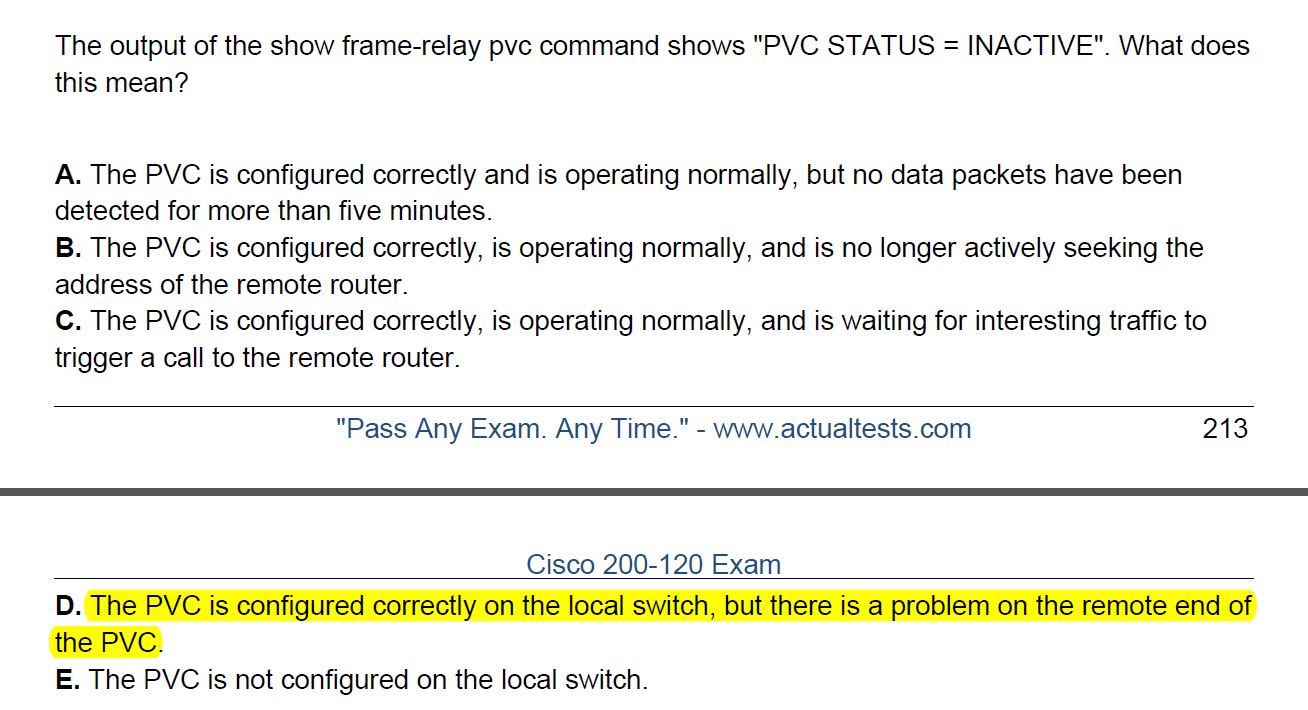 The output of the show frame-relay pvc command shows "PVC STATUS = INACTIVE". What does
this mean?
A. The PVC is configured correctly and is operating normally, but no data packets have been
detected for more than five minutes.
B. The PVC is configured correctly, is operating normally, and is no longer actively seeking the
address of the remote router.
C. The PVC is configured correctly, is operating normally, and is waiting for interesting traffic to
trigger a call to the remote router.
"Pass Any Exam. Any Time." - www.actualtests.com 213
Cisco 200-120 Exam
D. The PVC is configured correctly on the local switch, but there is a problem on the remote end of
the PVC.
E. The PVC is not configured on the local switch.